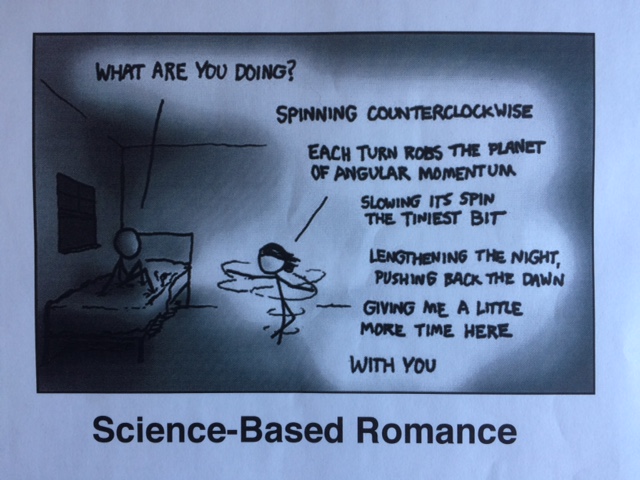 WHAT ARE YOU DOING?
SPINNING COUNTERCLOCKWISE
EACH TURN ROBS THE PLANET
OF ANGULAR MOMENTUM
SLOWING ITS SPIN
THE TINIEST BIT
LENGTHENING THE NIGHT,
PUSHING BACK THE DAWN
GIVING ME A LITTLE
MORE TIME HERE
WITH YOU
Science-Based Romance